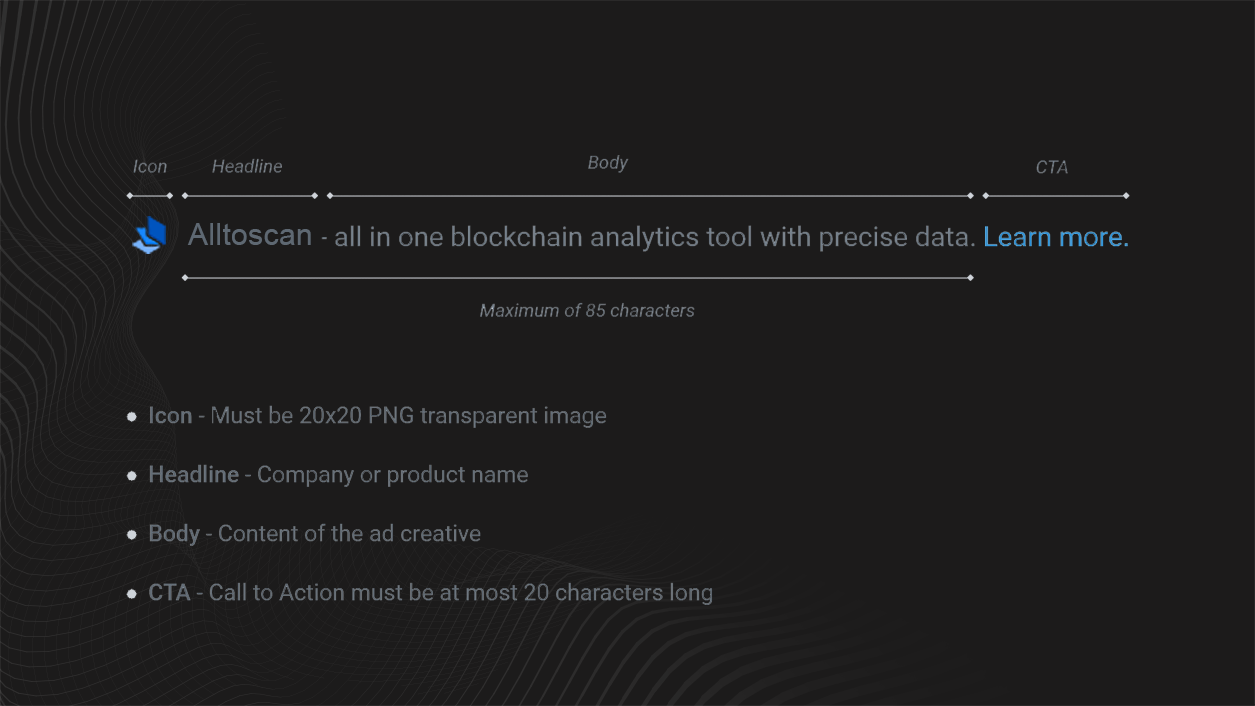 Icon Headline Body CTA
Alltoscan - all in one blockchain analytics tool with precise data. Learn more.
Maximum of 85 characters
Icon - Must be 20x20 PNG transparent image
Headline - Company or product name
Body - Content of the ad creative
CTA - Call to Action must be at most 20 characters long